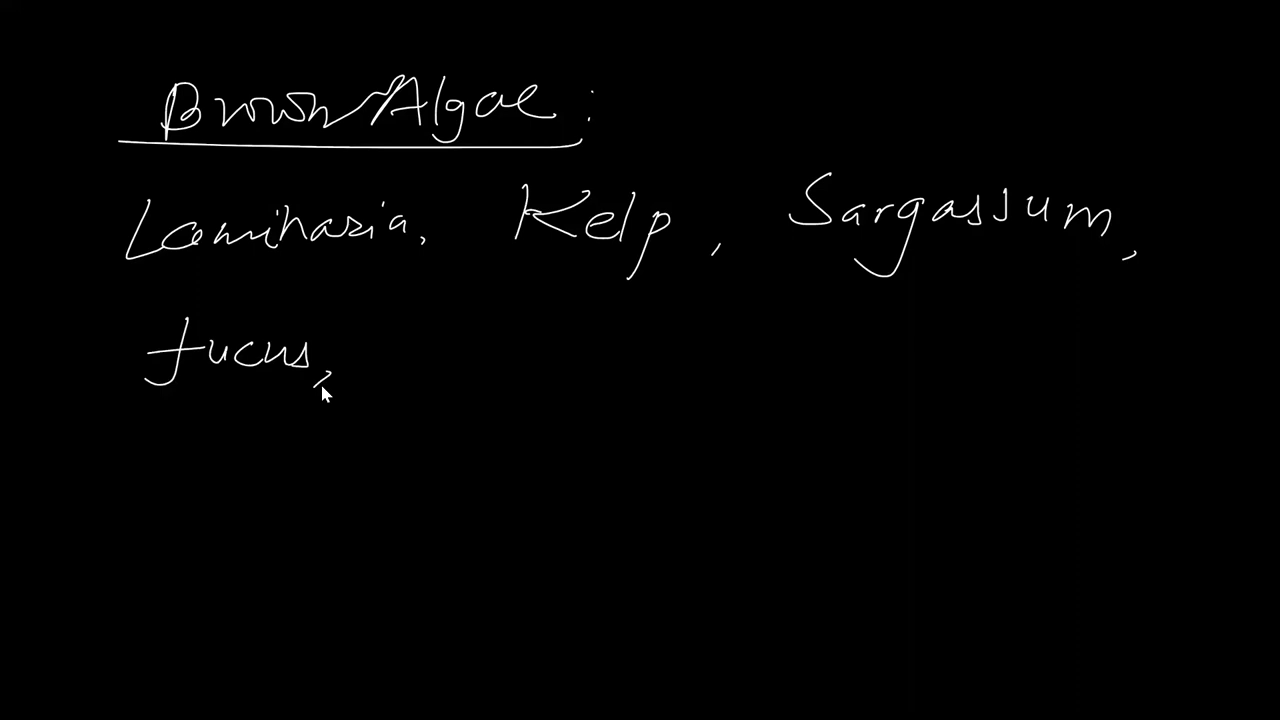 Brown Algae :
Laminaria, Kelp, Sargassum,
fucus,